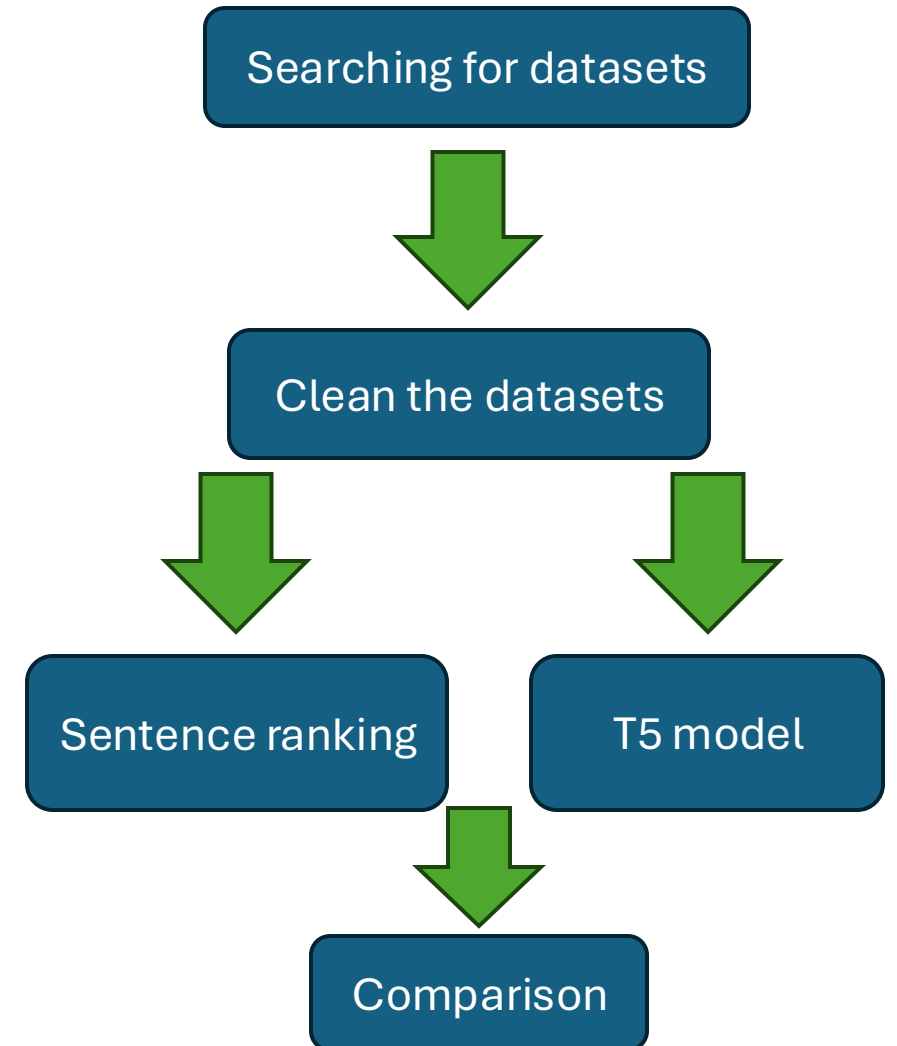 Searching for datasets
Clean the datasets
Sentence ranking
T5 model
Comparison